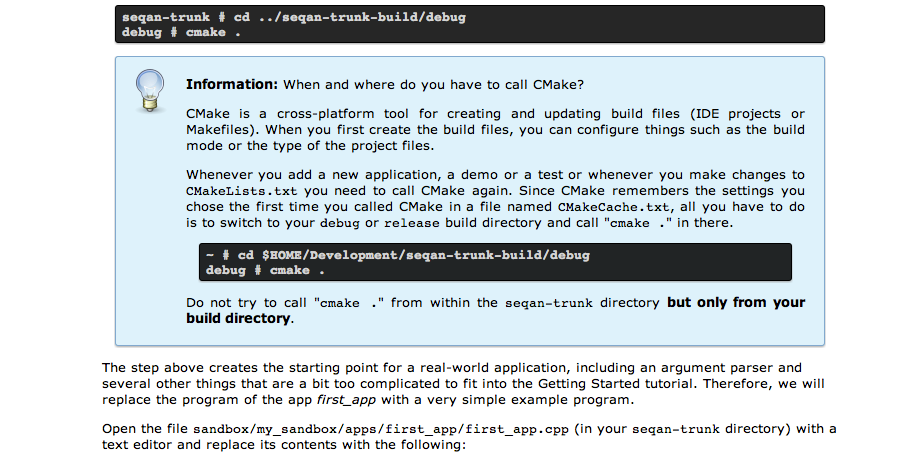 seqan-trunk # cd ../seqan-trunk-build/debug
debug # cmake .
Information: When and where do you have to call CMake?
CMake is a cross-platform tool for creating and updating build files (IDE projects or
Makefiles). When you first create the build files, you can configure things such as the build
mode or the type of the project files.
Whenever you add a new application, a demo or a test or whenever you make changes to
CMakeLists.txt you need to call CMake again. Since CMake remembers the settings you
chose the first time you called CMake in a file named CMakeCache.txt, all you have to do
is to switch to your debug or release build directory and call "cmake ." in there.
~ # cd $HOME/Development/seqan-trunk-build/debug
debug # cmake .
Do not try to call "cmake ." from within the seqan-trunk directory but only from your
build directory.
The step above creates the starting point for a real-world application, including an argument parser and
several other things that are a bit too complicated to fit into the Getting Started tutorial. Therefore, we will
replace the program of the app first_app with a very simple example program.
Open the file sandbox/my_sandbox/apps/first_app/first_app.cpp (in your seqan-trunk directory) with a
text editor and replace its contents with the following: